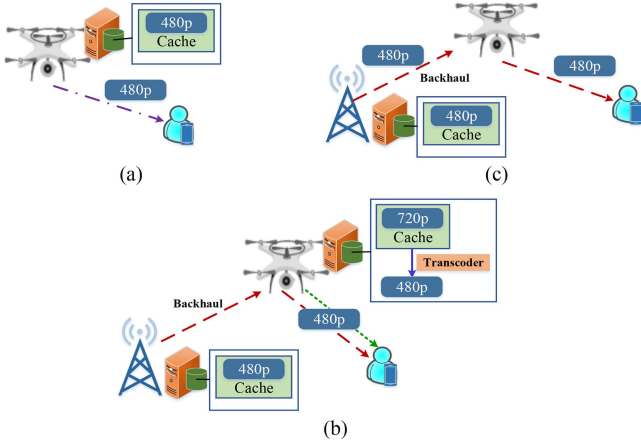 480p
Cache
480p
(a)
480p
Backhaul
480p
480p
Cache
(c)
720p
Cache
Transcoder
480p
Backhaul
480p
480p
Cache
(b)